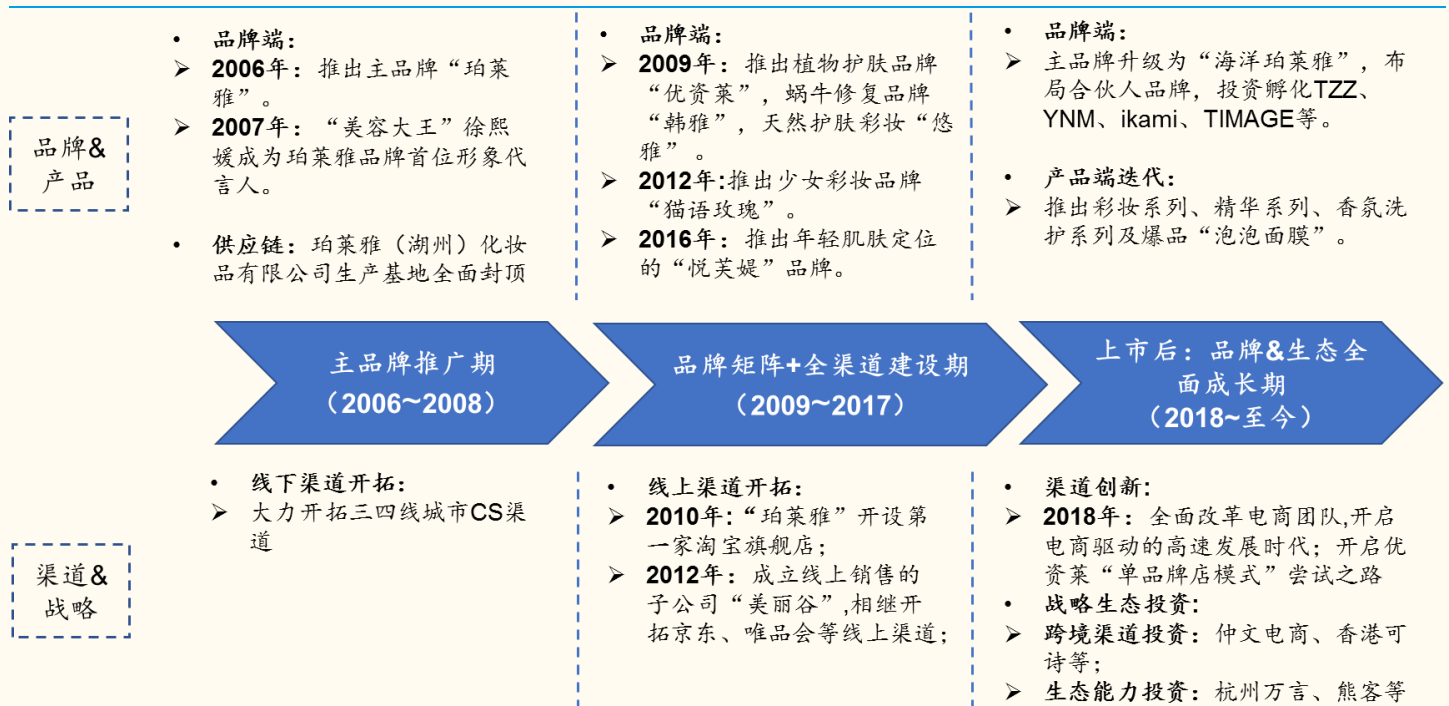 • 品牌端：
➢ 2006年：推出主品牌“珀莱
雅”。
➢ 2007年：“美容大王”徐熙
媛成为珀莱雅品牌首位形象代
言人。
• 供应链：珀莱雅（湖州）化妆
品有限公司生产基地全面封顶
• 品牌端：
➢ 2009年：推出植物护肤品牌
“优资莱”，蜗牛修复品牌
“韩雅”，天然护肤彩妆“悠
雅”。
➢ 2012年:推出少女彩妆品牌
“猫语玫瑰”。
➢ 2016年：推出年轻肌肤定位
的“悦芙媞”品牌。
• 品牌端：
➢ 主品牌升级为“海洋珀莱雅”，布
局合伙人品牌，投资孵化TZZ、
YNM、ikami、TIMAGE等。
• 产品端迭代：
➢ 推出彩妆系列、精华系列、香氛洗
护系列及爆品“泡泡面膜”。
品牌&
产品
主品牌推广期
（2006~2008）
品牌矩阵+全渠道建设期
（2009~2017）
上市后：品牌&生态全
面成长期
（2018~至今）
渠道&
战略
• 线下渠道开拓：
➢ 大力开拓三四线城市CS渠
道
• 线上渠道开拓：
➢ 2010年:“珀莱雅”开设第
一家淘宝旗舰店；
➢ 2012年：成立线上销售的
子公司“美丽谷”,相继开
拓京东、唯品会等线上渠道；
• 渠道创新:
➢ 2018年：全面改革电商团队,开启
电商驱动的高速发展时代；开启优
资莱“单品牌店模式”尝试之路
• 战略生态投资:
➢ 跨境渠道投资：仲文电商、香港可
诗等；
➢ 生态能力投资：杭州万言、熊客等